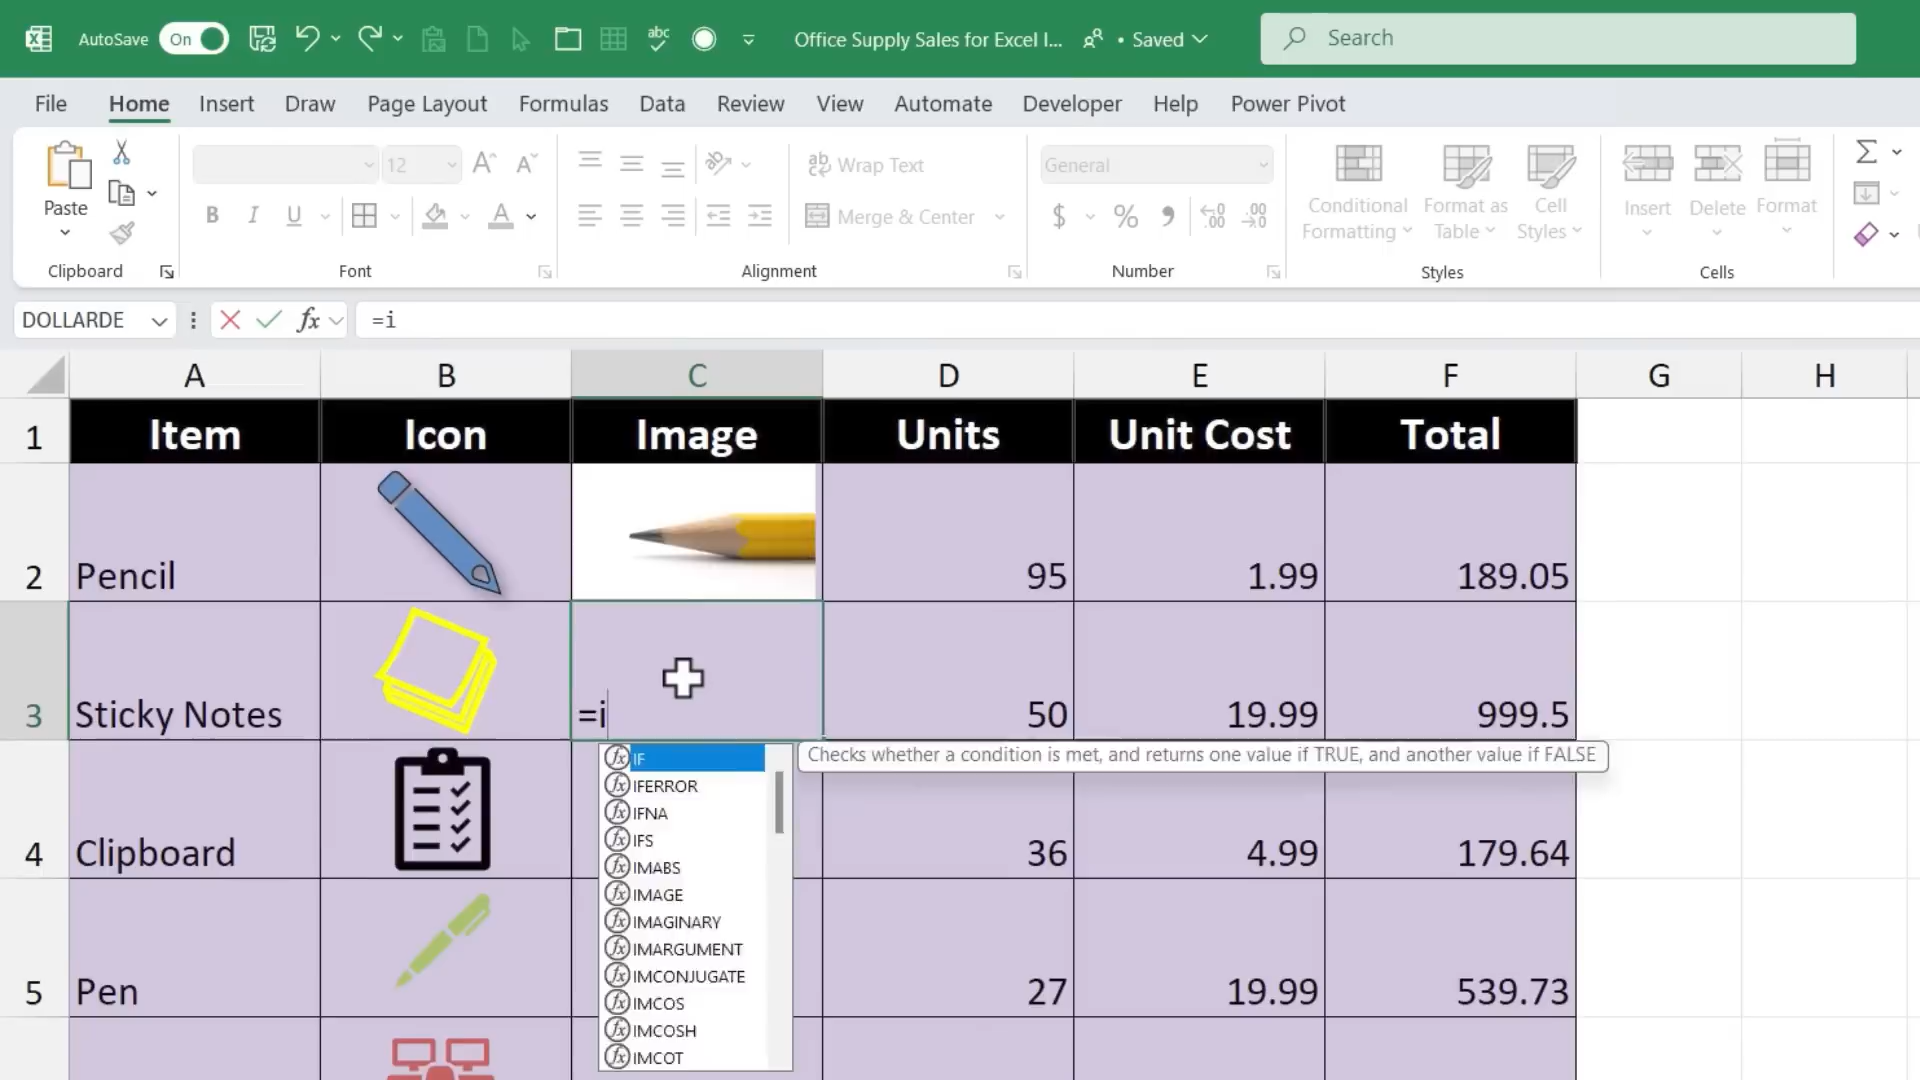 AutoSave On abc Office Supply Sales for Excel I... • Saved Search
File Home Insert Draw Page Layout Formulas Data Review View Automate Developer Help Power Pivot
Paste
12 A A
B I U A
ab Wrap Text
Merge & Center
General
$ % .00 .00
Conditional Formatting
Format as Table
Cell Styles
Insert Delete Format
Σ
Clipboard Font Alignment Number Styles Cells
DOLLARDE fx =i
A B C D E F G H
1 Item Icon Image Units Unit Cost Total
2 Pencil 95 1.99 189.05
3 Sticky Notes =i 50 19.99 999.5
IF
Checks whether a condition is met, and returns one value if TRUE, and another value if FALSE
IFERROR
IFNA
IFS
IMABS
IMAGE
IMAGINARY
IMARGUMENT
IMCONJUGATE
IMCOS
IMCOSH
IMCOT
4 Clipboard 36 4.99 179.64
5 Pen 27 19.99 539.73